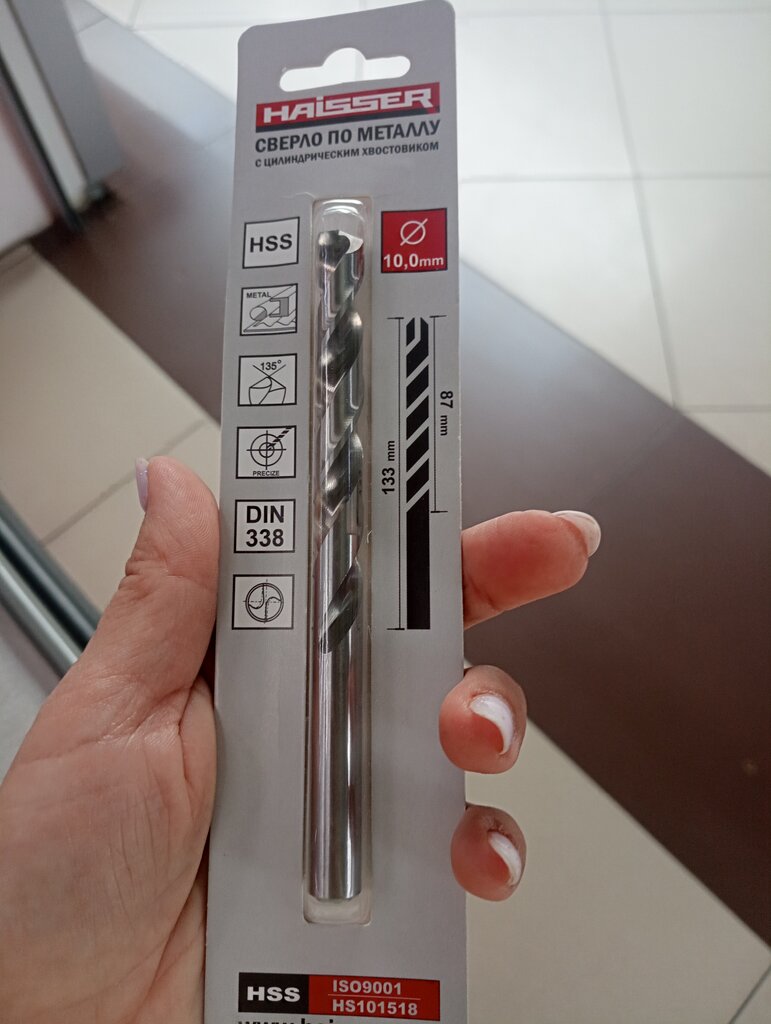 HAISSER
СВЕРЛО ПО МЕТАЛЛУ
С ЦИЛИНДРИЧЕСКИМ ХВОСТОВИКОМ
HSS
10,0mm
METAL
135°
87 mm
133 mm
PRECIZE
DIN
338
HSS
ISO9001
HS101518